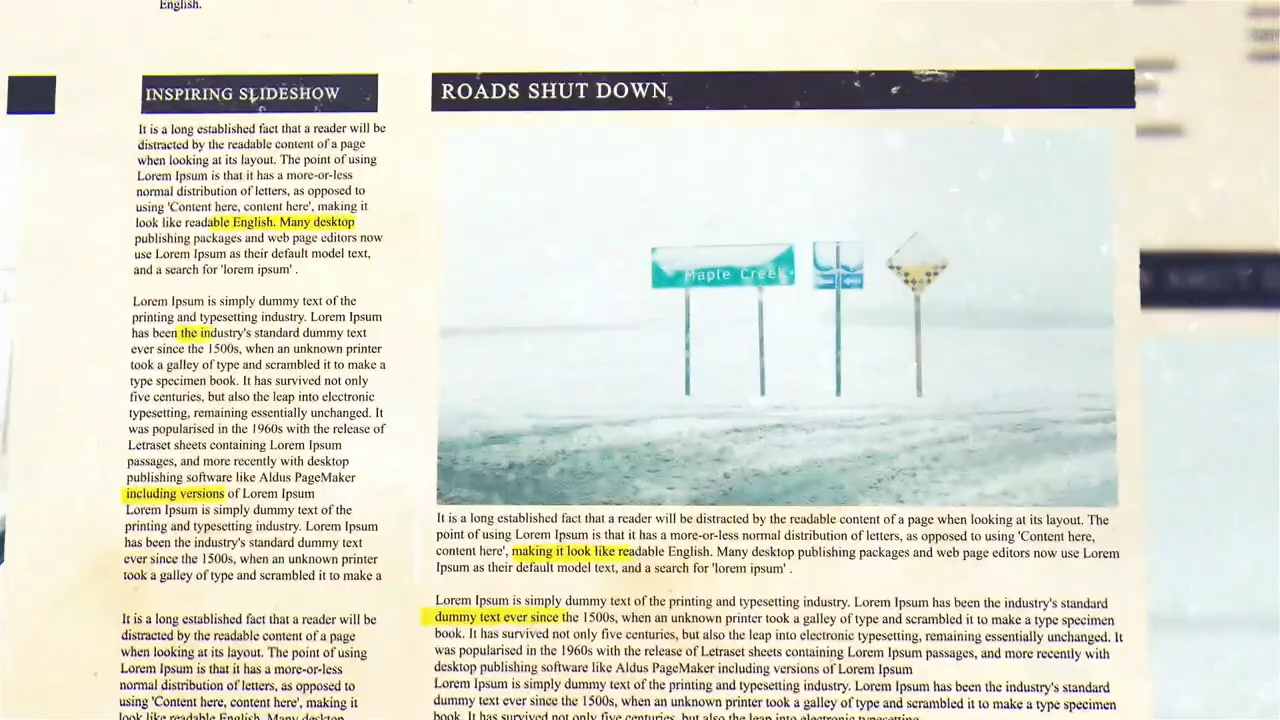 English.
INSPIRING SLIDESHOW
It is a long established fact that a reader will be
distracted by the readable content of a page
when looking at its layout. The point of using
Lorem Ipsum is that it has a more-or-less
normal distribution of letters, as opposed to
using 'Content here, content here', making it
look like readable English. Many desktop
publishing packages and web page editors now
use Lorem Ipsum as their default model text,
and a search for 'lorem ipsum' .
Lorem Ipsum is simply dummy text of the
printing and typesetting industry. Lorem Ipsum
has been the industry's standard dummy text
ever since the 1500s, when an unknown printer
took a galley of type and scrambled it to make a
type specimen book. It has survived not only
five centuries, but also the leap into electronic
typesetting, remaining essentially unchanged. It
was popularised in the 1960s with the release of
Letraset sheets containing Lorem Ipsum
passages, and more recently with desktop
publishing software like Aldus PageMaker
including versions of Lorem Ipsum
Lorem Ipsum is simply dummy text of the
printing and typesetting industry. Lorem Ipsum
has been the industry's standard dummy text
ever since the 1500s, when an unknown printer
took a galley of type and scrambled it to make a
It is a long established fact that a reader will be
distracted by the readable content of a page
when looking at its layout. The point of using
Lorem Ipsum is that it has a more-or-less
normal distribution of letters, as opposed to
using 'Content here, content here', making it
look like readable English. Many desktop
ROADS SHUT DOWN
Maple Creek
It is a long established fact that a reader will be distracted by the readable content of a page when looking at its layout. The
point of using Lorem Ipsum is that it has a more-or-less normal distribution of letters, as opposed to using 'Content here,
content here', making it look like readable English. Many desktop publishing packages and web page editors now use Lorem
Ipsum as their default model text, and a search for 'lorem ipsum' .
Lorem Ipsum is simply dummy text of the printing and typesetting industry. Lorem Ipsum has been the industry's standard
dummy text ever since the 1500s, when an unknown printer took a galley of type and scrambled it to make a type specimen
book. It has survived not only five centuries, but also the leap into electronic typesetting, remaining essentially unchanged. It
was popularised in the 1960s with the release of Letraset sheets containing Lorem Ipsum passages, and more recently with
desktop publishing software like Aldus PageMaker including versions of Lorem Ipsum
Lorem Ipsum is simply dummy text of the printing and typesetting industry. Lorem Ipsum has been the industry's standard
dummy text ever since the 1500s, when an unknown printer took a galley of type and scrambled it to make a type specimen
book. It has survived not only five centuries, but also the leap into electronic typesetting,